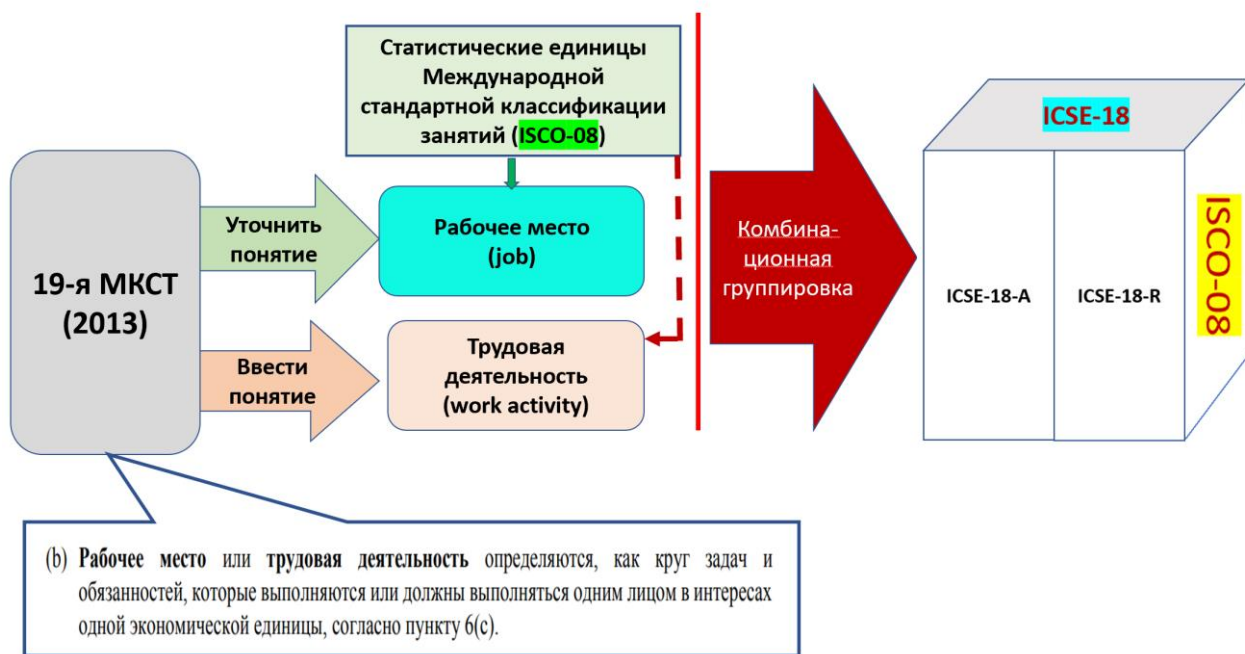 Статистические единицы
Международной
стандартной классификации
занятий (ISCO-08)
19-я МКСТ
(2013)
Уточнить
понятие
Рабочее место
(job)
Ввести
понятие
Трудовая
деятельность
(work activity)
Комбина-
ционная
группировка
ICSE-18
ICSE-18-A
ICSE-18-R
ISCO-08
(b) Рабочее место или трудовая деятельность определяются, как круг задач и
обязанностей, которые выполняются или должны выполняться одним лицом в интересах
одной экономической единицы, согласно пункту 6(c).